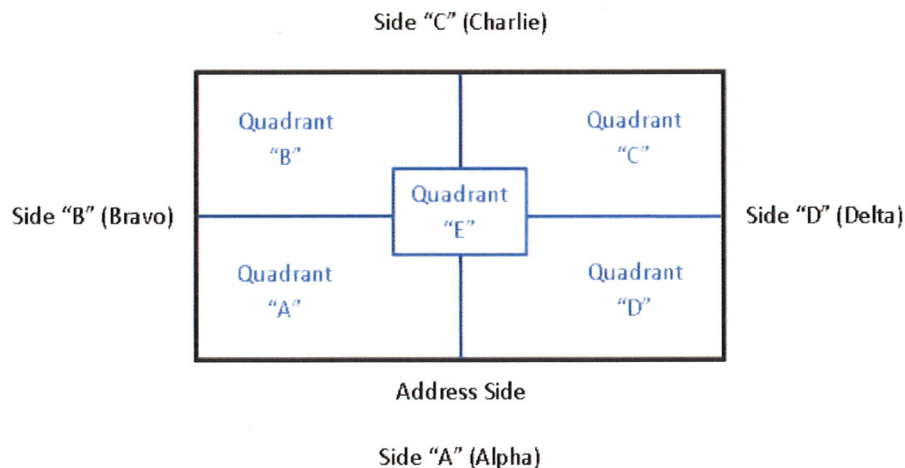 Side “C” (Charlie)
Quadrant
“B”
Quadrant
“C”
Quadrant
“E”
Side “B” (Bravo)
Side “D” (Delta)
Quadrant
“A”
Quadrant
“D”
Address Side
Side “A” (Alpha)